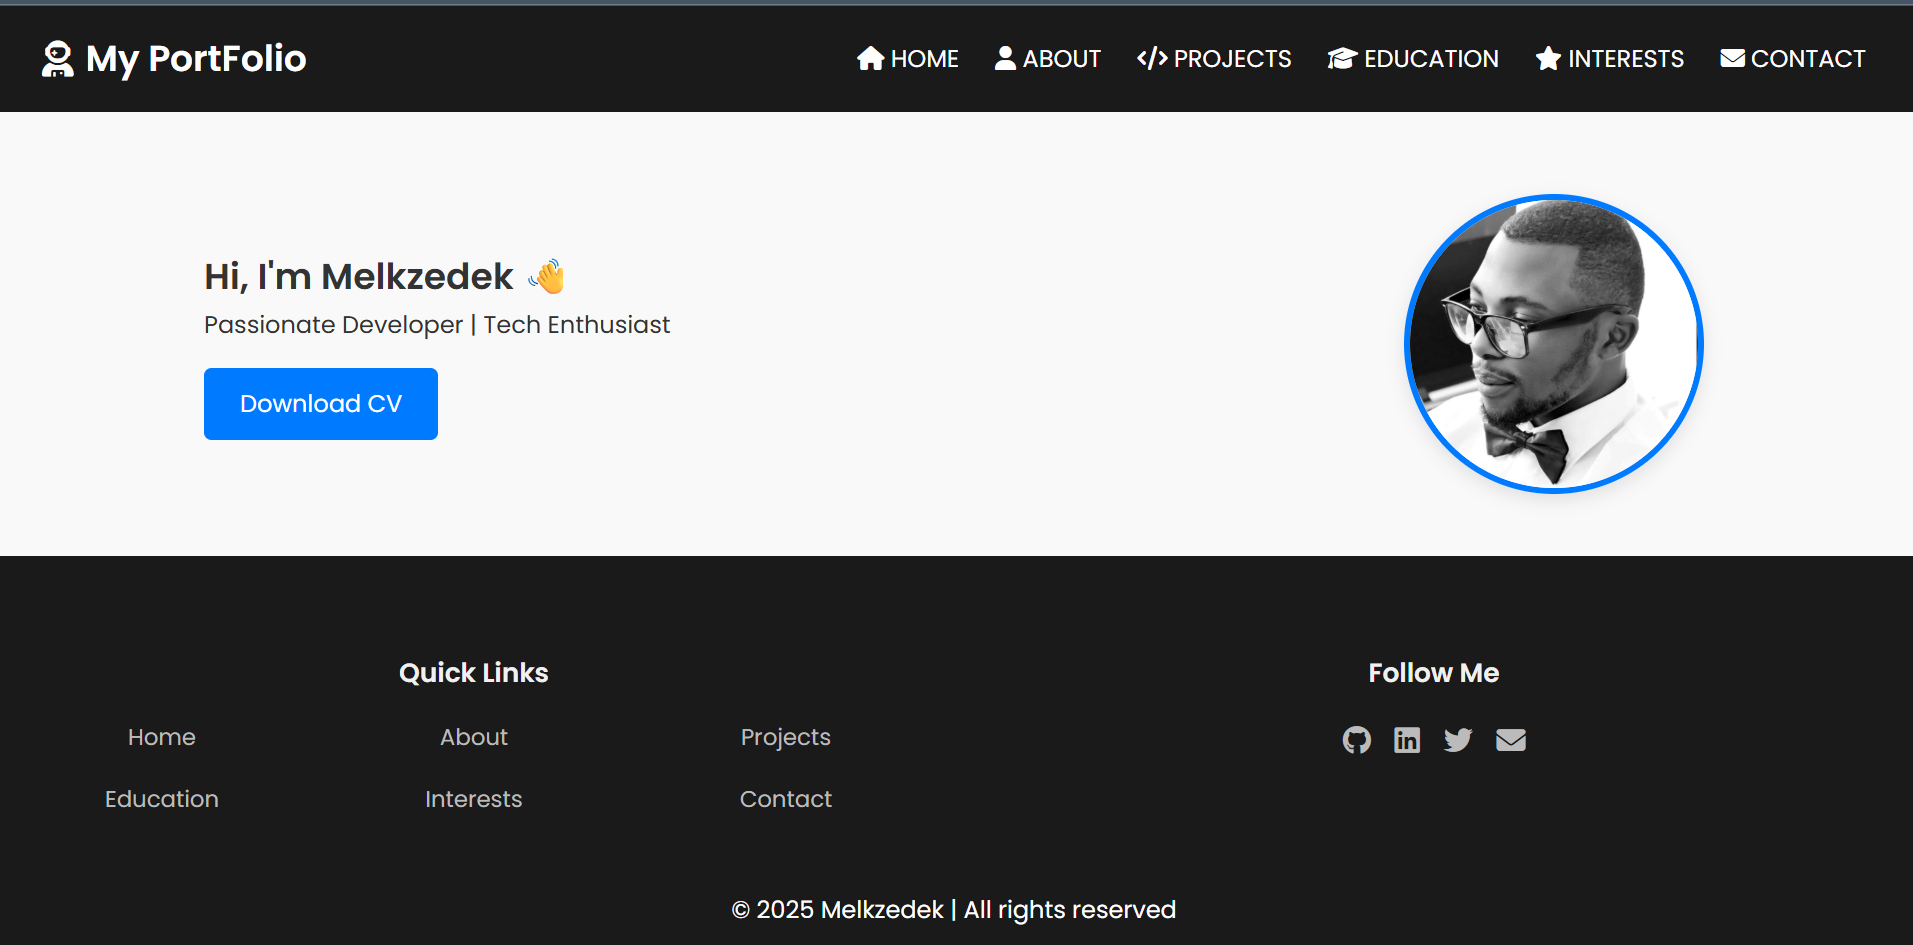 My PortFolio HOME ABOUT PROJECTS EDUCATION INTERESTS CONTACT
Hi, I'm Melkzedek 👋
Passionate Developer | Tech Enthusiast
Download CV
Quick Links
Home About Projects
Education Interests Contact
Follow Me
© 2025 Melkzedek | All rights reserved